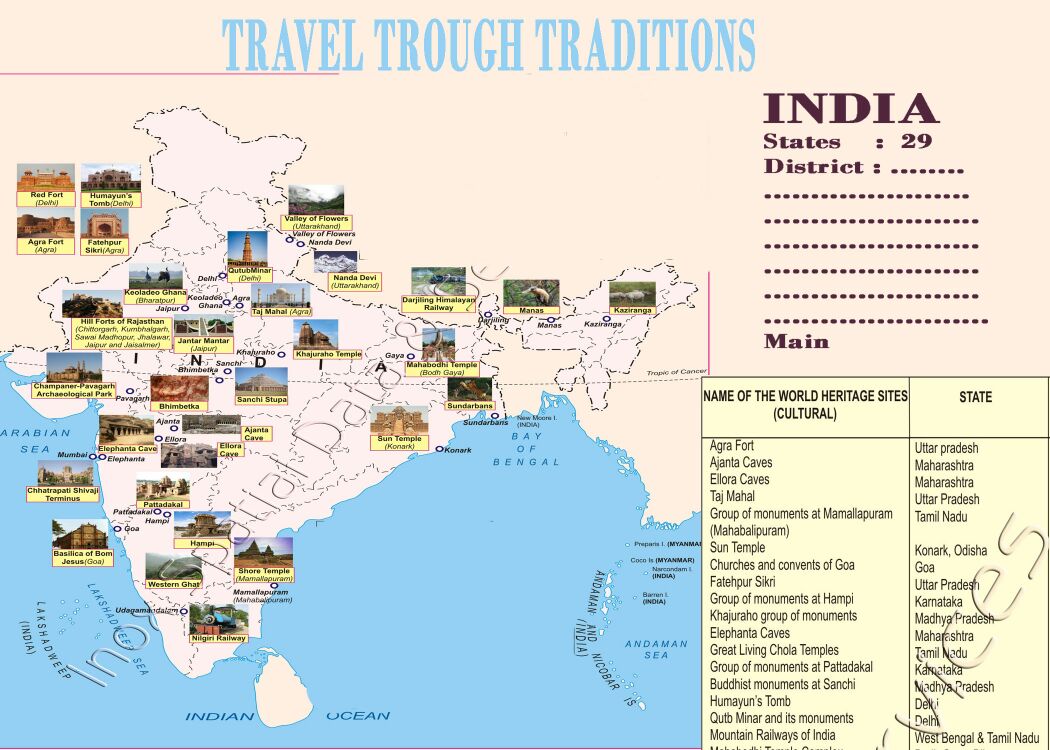 TRAVEL TROUGH TRADITIONS
INDIA
States : 29
District : ........
......................
.......................
.......................
.......................
.......................
........................
Main
Red Fort
(Delhi)
Humayun's
Tomb(Delhi)
Agra Fort
(Agra)
Fatehpur
Sikri(Agra)
Valley of Flowers
(Uttarakhand)
Valley of Flowers
Nanda Devi
QutubMinar
(Delhi)
Delhi
Nanda Devi
(Uttarakhand)
Keoladeo Ghana
(Bharatpur)
Keoladeo
Ghana
Agra
Jaipur
Taj Mahal (Agra)
Darjiling Himalayan
Railway
Darjiling
Manas
Manas
Kaziranga
Kaziranga
Hill Forts of Rajasthan
(Chittorgarh, Kumbhalgarh,
Sawai Madhopur, Jhalawar,
Jaipur and Jaisalmer)
Jantar Mantar
(Jaipur)
Khajuraho
Khajuraho Temple
Gaya
Mahabodhi Temple
(Bodh Gaya)
I N D I A
Sanchi
Bhimbetka
Tropic of Cancer
Champaner-Pavagarh
Archaeological Park
Pavagarh
Bhimbetka
Sanchi Stupa
Sundarbans
Sundarbans
New Moore I.
(INDIA)
Sun Temple
(Konark)
Konark
Ajanta
Ajanta
Cave
Ellora
Ellora
Cave
Elephanta Cave
Mumbai
Elephanta
ARABIAN
SEA
BAY
OF
BENGAL
Chhatrapati Shivaji
Terminus
Pattadakal
Pattadakal
Hampi
Hampi
Goa
Basilica of Bom
Jesus(Goa)
Western Ghat
Shore Temple
(Mamallapuram)
Mamallapuram
(Mahabalipuram)
Udagamandalam
Nilgiri Railway
LAKSHADWEEP
(INDIA)
LAKSHADWEEP SEA
Preparis I. (MYANMAR
Coco Is (MYANMAR)
Narcondam I.
(INDIA)
Barren I.
(INDIA)
ANDAMAN AND NICOBAR IS
(INDIA)
ANDAMAN
SEA
INDIAN OCEAN
NAME OF THE WORLD HERITAGE SITES STATE
(CULTURAL)
Agra Fort Uttar pradesh
Ajanta Caves Maharashtra
Ellora Caves Maharashtra
Taj Mahal Uttar Pradesh
Group of monuments at Mamallapuram Tamil Nadu
(Mahabalipuram)
Sun Temple Konark, Odisha
Churches and convents of Goa Goa
Fatehpur Sikri Uttar Pradesh
Group of monuments at Hampi Karnataka
Khajuraho group of monuments Madhya Pradesh
Elephanta Caves Maharashtra
Great Living Chola Temples Tamil Nadu
Group of monuments at Pattadakal Karnataka
Buddhist monuments at Sanchi Madhya Pradesh
Humayun's Tomb Delhi
Qutb Minar and its monuments Delhi
Mountain Railways of India West Bengal & Tamil Nadu